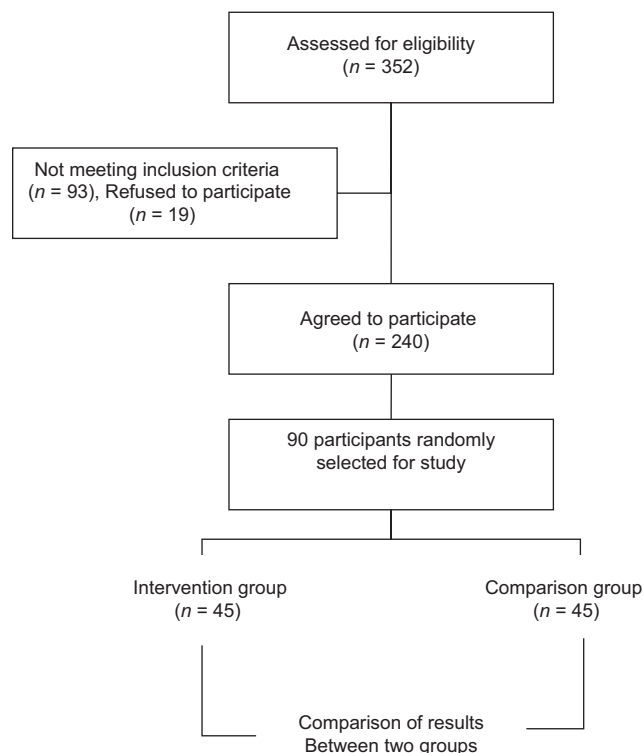 Assessed for eligibility
(n = 352)
Not meeting inclusion criteria
(n = 93), Refused to participate
(n = 19)
Agreed to participate
(n = 240)
90 participants randomly
selected for study
Intervention group
(n = 45)
Comparison group
(n = 45)
Comparison of results
Between two groups